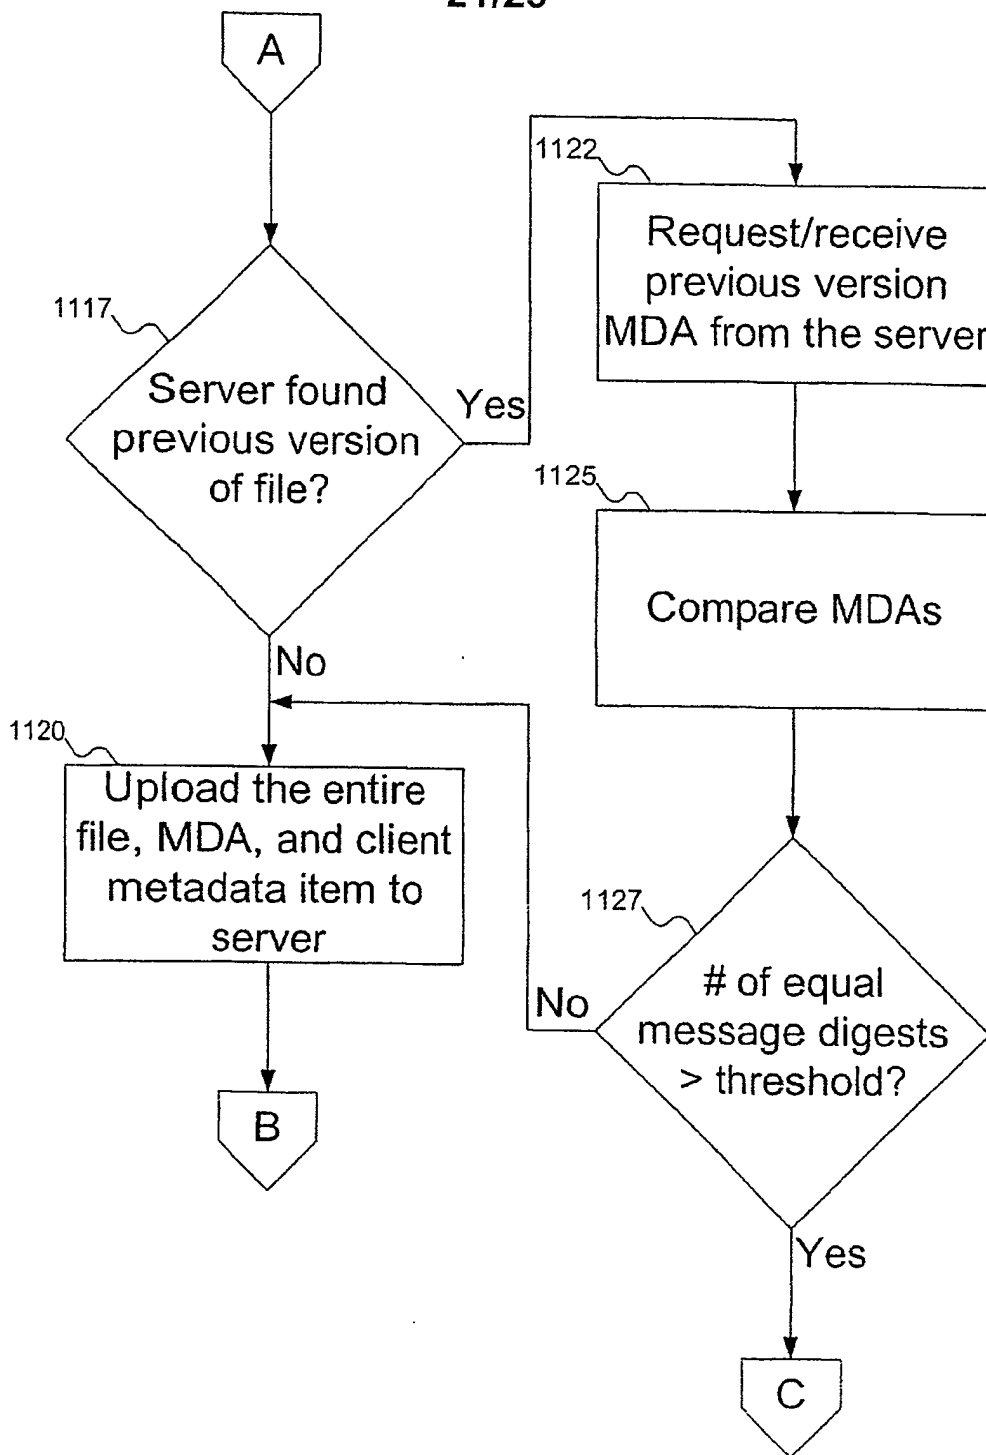 A
1122
Request/receive
previous version
MDA from the server
1117
Server found
previous version
of file?
Yes
1125
Compare MDAs
No
1120
Upload the entire
file, MDA, and client
metadata item to
server
1127
# of equal
message digests
> threshold?
No
B
Yes
C